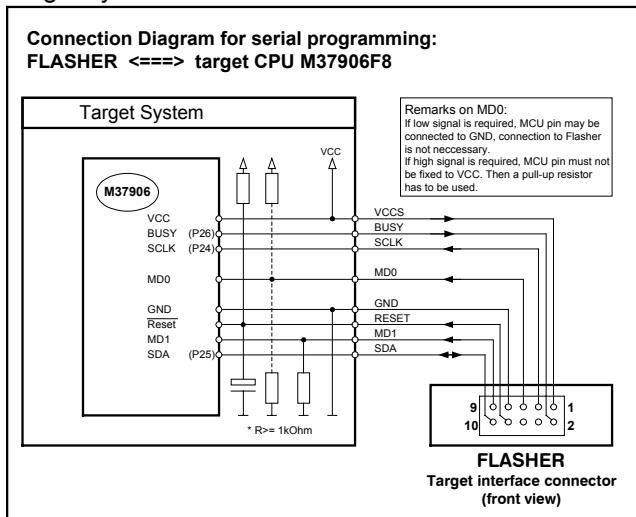 Connection Diagram for serial programming:
FLASHER <===> target CPU M37906F8
Target System
Remarks on MD0:
If low signal is required, MCU pin may be
connected to GND, connection to Flasher
is not neccessary.
If high signal is required, MCU pin must not
be fixed to VCC. Then a pull-up resistor
has to be used.
VCC
M37906
VCC
BUSY (P26)
SCLK (P24)
MD0
GND
Reset
MD1
SDA (P25)
VCCS
BUSY
SCLK
MD0
GND
RESET
MD1
SDA
* R>= 1kOhm
9 1
10 2
FLASHER
Target interface connector
(front view)